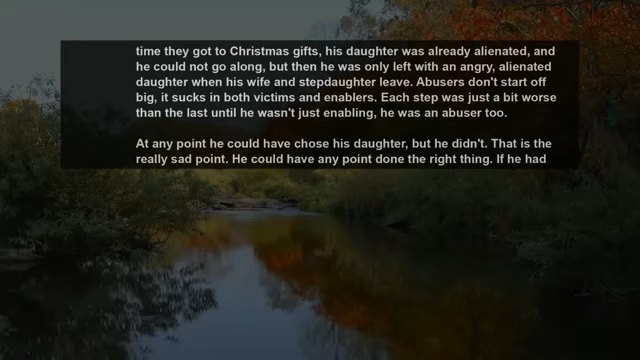 time they got to Christmas gifts, his daughter was already alienated, and
he could not go along, but then he was only left with an angry, alienated
daughter when his wife and stepdaughter leave. Abusers don't start off
big, it sucks in both victims and enablers. Each step was just a bit worse
than the last until he wasn't just enabling, he was an abuser too.
At any point he could have chose his daughter, but he didn't. That is the
really sad point. He could have any point done the right thing. If he had